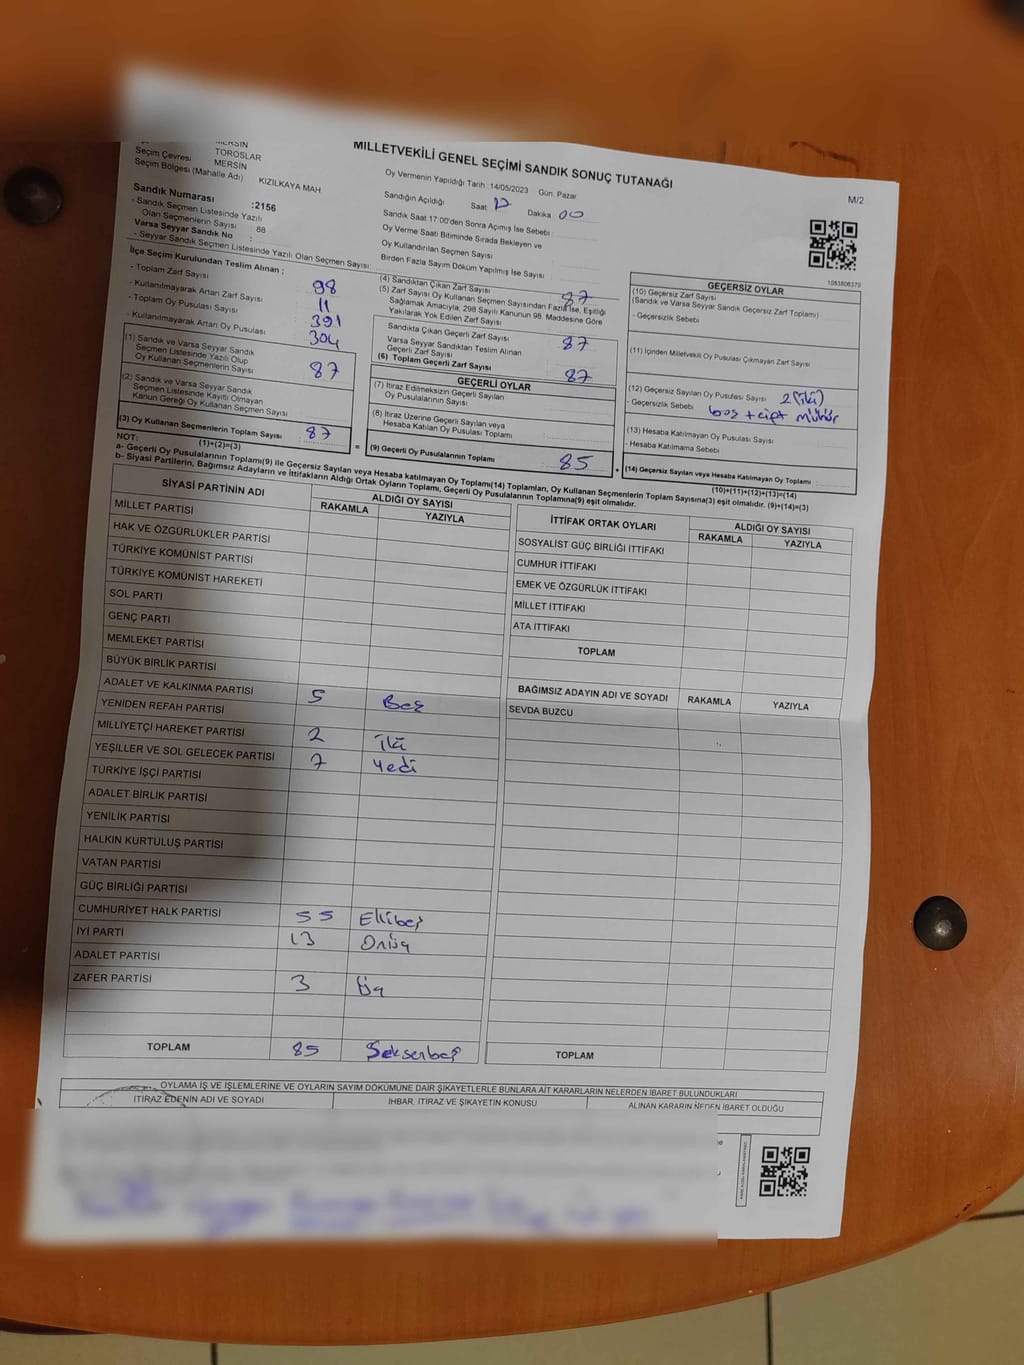 MERSİN
Seçim Çevresi TOROSLAR
Seçim Bölgesi (Mahalle Adı) MERSİN
KIZILKAYA MAH
MİLLETVEKİLİ GENEL SEÇİMİ SANDIK SONUÇ TUTANAĞI
Oy Vermenin Yapıldığı Tarih : 14/05/2023 Gün: Pazar
M/2
Sandığın Açıldığı Saat 17 Dakika 00
Sandık Saat 17:00'den Sonra Açımış İse Sebebi
Oy Verme Saati Bitiminde Sırada Bekleyen ve
Oy Kullandırılan Seçmen Sayısı
Birden Fazla Sayım Döküm Yapılmış İse Sayısı
1083808370
Sandık Numarası :2156
- Sandık Seçmen Listesinde Yazılı
Olan Seçmenlerin Sayısı 88
Varsa Seyyar Sandık No :
- Seyyar Sandık Seçmen Listesinde Yazılı Olan Seçmen Sayısı
İlçe Seçim Kurulundan Teslim Alınan ;
- Toplam Zarf Sayısı 98
- Kullanılmayarak Artan Zarf Sayısı 11
- Toplam Oy Pusulası Sayısı 391
- Kullanılmayarak Artan Oy Pusulası 304
(1) Sandık ve Varsa Seyyar Sandık
Seçmen Listesinde Yazılı Olup
Oy Kullanan Seçmenlerin Sayısı 87
(2) Sandık ve Varsa Seyyar Sandık
Seçmen Listesinde Kayıtlı Olmayan
Kanun Gereği Oy Kullanan Seçmen Sayısı
(3) Oy Kullanan Seçmenlerin Toplam Sayısı 87
(1)+(2)=(3)
(4) Sandıktan Çıkan Zarf Sayısı 87
(5) Zarf Sayısı Oy Kullanan Seçmen Sayısından Fazla İse, Eşitliği
Sağlamak Amacıyla, 298 Sayılı Kanunun 98. Maddesine Göre
Yakılarak Yok Edilen Zarf Sayısı
Sandıkta Çıkan Geçerli Zarf Sayısı 87
Varsa Seyyar Sandıktan Teslim Alınan
Geçerli Zarf Sayısı
(6) Toplam Geçerli Zarf Sayısı 87
GEÇERLİ OYLAR
(7) İtiraz Edilmeksizin Geçerli Sayılan
Oy Pusulalarının Sayısı
(8) İtiraz Üzerine Geçerli Sayılan veya
Hesaba Katılan Oy Pusulası Toplamı
= (9) Geçerli Oy Pusulalarının Toplamı 85 +
GEÇERSİZ OYLAR
(10) Geçersiz Zarf Sayısı
(Sandık ve Varsa Seyyar Sandık Geçersiz Zarf Toplamı)
- Geçersizlik Sebebi
(11) İçinden Milletvekili Oy Pusulası Çıkmayan Zarf Sayısı
(12) Geçersiz Sayılan Oy Pusulası Sayısı 2 (iki)
- Geçersizlik Sebebi boş + çift mühür
(13) Hesaba Katılmayan Oy Pusulası Sayısı
- Hesaba Katılmama Sebebi
(14) Geçersiz Sayılan veya Hesaba Katılmayan Oy Toplamı
(10)+(11)+(12)+(13)=(14)
NOT:
a- Geçerli Oy Pusulalarının Toplamı(9) ile Geçersiz Sayılan veya Hesaba katılmayan Oy Toplamı(14) Toplamları, Oy Kullanan Seçmenlerin Toplam Sayısına(3) eşit olmalıdır. (9)+(14)=(3)
b- Siyasi Partilerin, Bağımsız Adayların ve İttifakların Aldığı Ortak Oyların Toplamı, Geçerli Oy Pusulalarının Toplamına(9) eşit olmalıdır.
SİYASİ PARTİNİN ADI ALDIĞI OY SAYISI
RAKAMLA YAZIYLA
MİLLET PARTİSİ
HAK VE ÖZGÜRLÜKLER PARTİSİ
TÜRKİYE KOMÜNİST PARTİSİ
TÜRKİYE KOMÜNİST HAREKETİ
SOL PARTİ
GENÇ PARTİ
MEMLEKET PARTİSİ
BÜYÜK BİRLİK PARTİSİ
ADALET VE KALKINMA PARTİSİ 5 Beş
YENİDEN REFAH PARTİSİ
MİLLİYETÇİ HAREKET PARTİSİ 2 iki
YEŞİLLER VE SOL GELECEK PARTİSİ 7 Yedi
TÜRKİYE İŞÇİ PARTİSİ
ADALET BİRLİK PARTİSİ
YENİLİK PARTİSİ
HALKIN KURTULUŞ PARTİSİ
VATAN PARTİSİ
GÜÇ BİRLİĞİ PARTİSİ
CUMHURİYET HALK PARTİSİ 55 Ellibeş
İYİ PARTİ 13 Onüç
ADALET PARTİSİ
ZAFER PARTİSİ 3 Üç
TOPLAM 85 Seksenbeş
İTTİFAK ORTAK OYLARI ALDIĞI OY SAYISI
RAKAMLA YAZIYLA
SOSYALİST GÜÇ BİRLİĞİ İTTİFAKI
CUMHUR İTTİFAKI
EMEK VE ÖZGÜRLÜK İTTİFAKI
MİLLET İTTİFAKI
ATA İTTİFAKI
TOPLAM
BAĞIMSIZ ADAYIN ADI VE SOYADI RAKAMLA YAZIYLA
SEVDA BUZCU
TOPLAM
OYLAMA İŞ VE İŞLEMLERİNE VE OYLARIN SAYIM DÖKÜMÜNE DAİR ŞİKAYETLERLE BUNLARA AİT KARARLARIN NELERDEN İBARET BULUNDUKLARI
İTİRAZ EDENİN ADI VE SOYADI İHBAR, İTİRAZ VE ŞİKAYETİN KONUSU ALINAN KARARIN NEDEN İBARET OLDUĞU